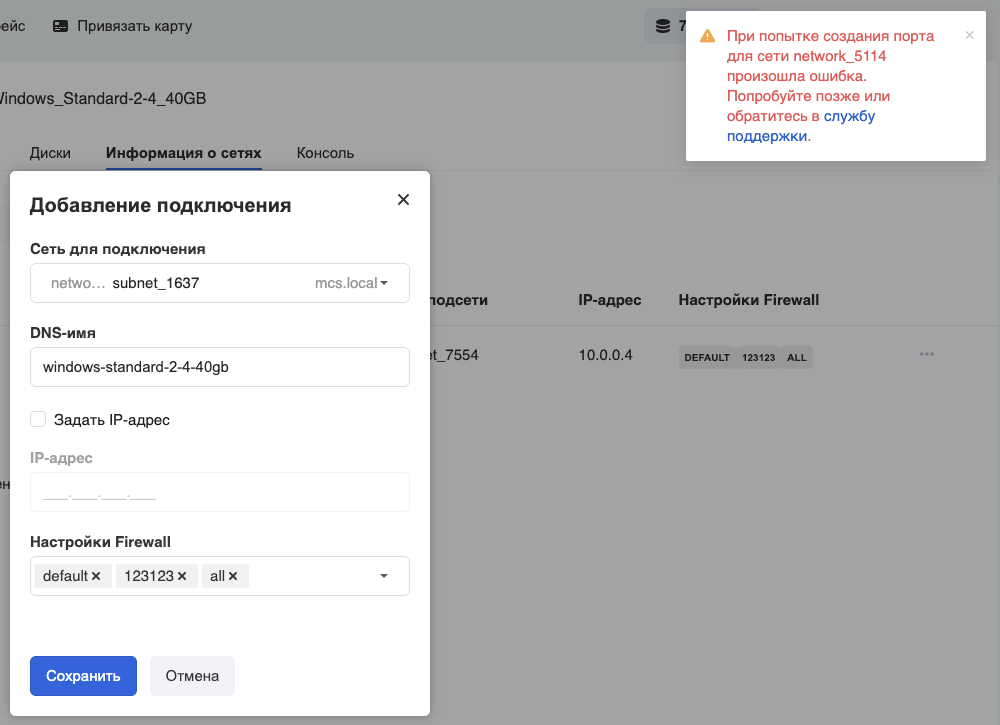 Привязать карту
При попытке создания порта
для сети network_5114
произошла ошибка.
Попробуйте позже или
обратитесь в службу
поддержки.
Windows_Standard-2-4_40GB
Диски
Информация о сетях
Консоль
Добавление подключения
Сеть для подключения
netwo... subnet_1637 mcs.local
DNS-имя
windows-standard-2-4-40gb
Задать IP-адрес
IP-адрес
___.___.___.___
Настройки Firewall
default 123123 all
Сохранить
Отмена
подсети IP-адрес Настройки Firewall
et_7554 10.0.0.4 DEFAULT 123123 ALL